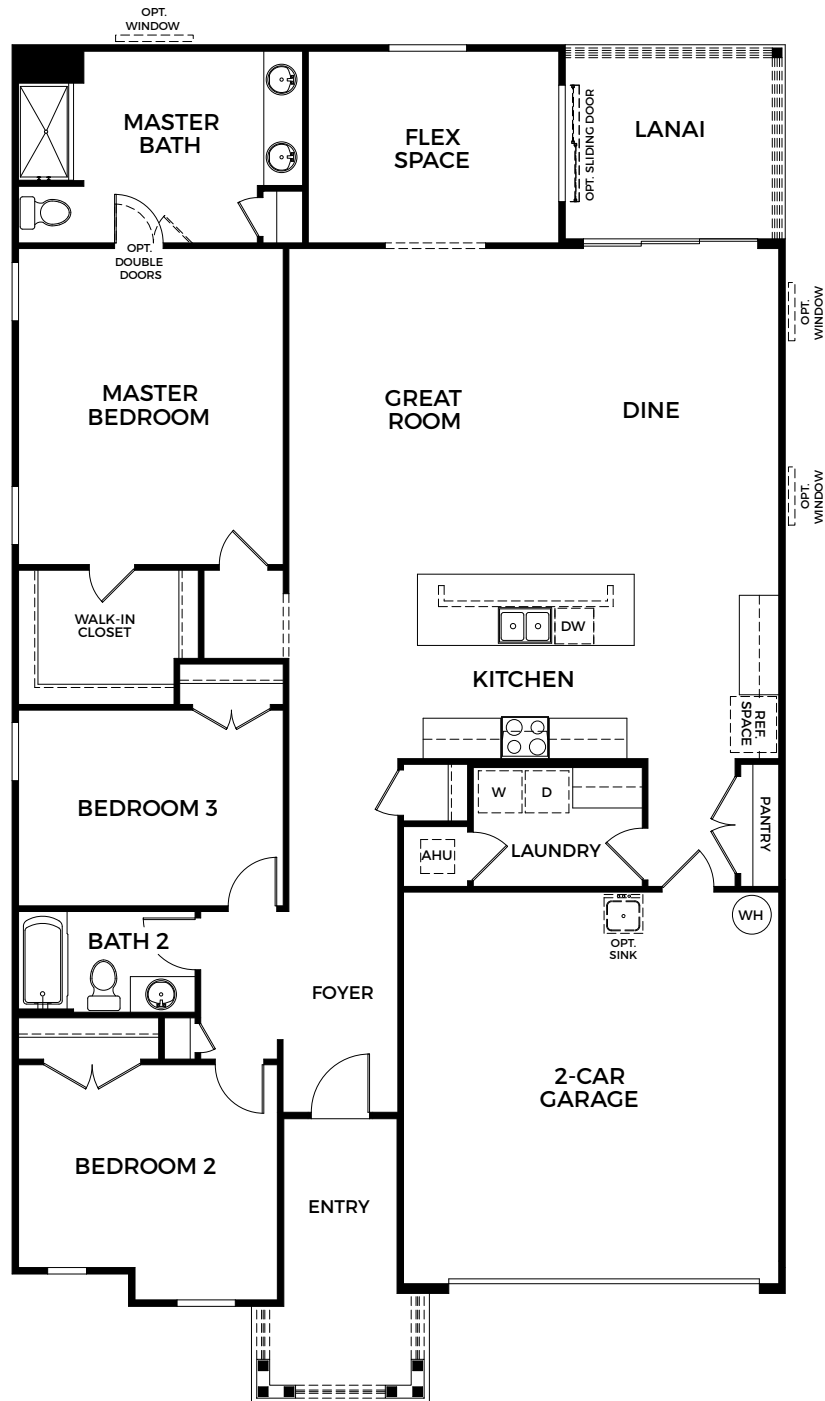 OPT.
WINDOW
MASTER
BATH
FLEX
SPACE
OPT. SLIDING DOOR
LANAI
OPT.
DOUBLE
DOORS
OPT.
WINDOW
MASTER
BEDROOM
GREAT
ROOM
DINE
OPT.
WINDOW
WALK-IN
CLOSET
DW
KITCHEN
REF.
SPACE
BEDROOM 3
W
D
PANTRY
AHU
LAUNDRY
BATH 2
WH
OPT.
SINK
FOYER
2-CAR
GARAGE
BEDROOM 2
ENTRY